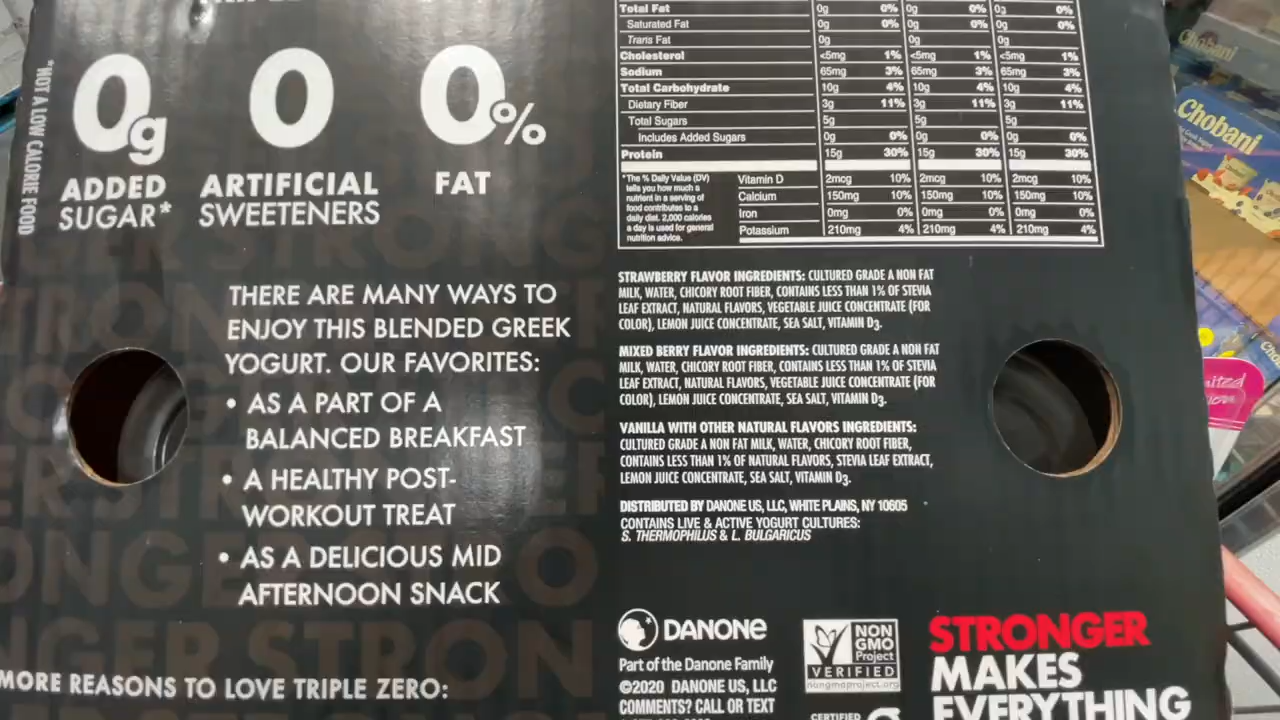 *NOT A LOW CALORIE FOOD
0g
ADDED
SUGAR*
0
ARTIFICIAL
SWEETENERS
0%
FAT
THERE ARE MANY WAYS TO
ENJOY THIS BLENDED GREEK
YOGURT. OUR FAVORITES:
• AS A PART OF A
BALANCED BREAKFAST
• A HEALTHY POST-
WORKOUT TREAT
• AS A DELICIOUS MID
AFTERNOON SNACK
MORE REASONS TO LOVE TRIPLE ZERO:
Total Fat 0g 0% 0g 0% 0g 0%
Saturated Fat 0g 0% 0g 0% 0g 0%
Trans Fat 0g 0g 0g
Cholesterol <5mg 1% <5mg 1% <5mg 1%
Sodium 65mg 3% 65mg 3% 65mg 3%
Total Carbohydrate 10g 4% 10g 4% 10g 4%
Dietary Fiber 3g 11% 3g 11% 3g 11%
Total Sugars 5g 5g 5g
Includes Added Sugars 0g 0% 0g 0% 0g 0%
Protein 15g 30% 15g 30% 15g 30%
*The % Daily Value (DV)
tells you how much a
nutrient in a serving of
food contributes to a
daily diet. 2,000 calories
a day is used for general
nutrition advice.
Vitamin D 2mcg 10% 2mcg 10% 2mcg 10%
Calcium 150mg 10% 150mg 10% 150mg 10%
Iron 0mg 0% 0mg 0% 0mg 0%
Potassium 210mg 4% 210mg 4% 210mg 4%
STRAWBERRY FLAVOR INGREDIENTS: CULTURED GRADE A NON FAT
MILK, WATER, CHICORY ROOT FIBER, CONTAINS LESS THAN 1% OF STEVIA
LEAF EXTRACT, NATURAL FLAVORS, VEGETABLE JUICE CONCENTRATE (FOR
COLOR), LEMON JUICE CONCENTRATE, SEA SALT, VITAMIN D3.
MIXED BERRY FLAVOR INGREDIENTS: CULTURED GRADE A NON FAT
MILK, WATER, CHICORY ROOT FIBER, CONTAINS LESS THAN 1% OF STEVIA
LEAF EXTRACT, NATURAL FLAVORS, VEGETABLE JUICE CONCENTRATE (FOR
COLOR), LEMON JUICE CONCENTRATE, SEA SALT, VITAMIN D3.
VANILLA WITH OTHER NATURAL FLAVORS INGREDIENTS:
CULTURED GRADE A NON FAT MILK, WATER, CHICORY ROOT FIBER,
CONTAINS LESS THAN 1% OF NATURAL FLAVORS, STEVIA LEAF EXTRACT,
LEMON JUICE CONCENTRATE, SEA SALT, VITAMIN D3.
DISTRIBUTED BY DANONE US, LLC, WHITE PLAINS, NY 10605
CONTAINS LIVE & ACTIVE YOGURT CULTURES:
S. THERMOPHILUS & L. BULGARICUS
DANONE
Part of the Danone Family
©2020 DANONE US, LLC
COMMENTS? CALL OR TEXT
NON
GMO
Project
VERIFIED
nongmoproject.org
CERTIFIED
STRONGER
MAKES
EVERYTHING
Chobani
Chobani